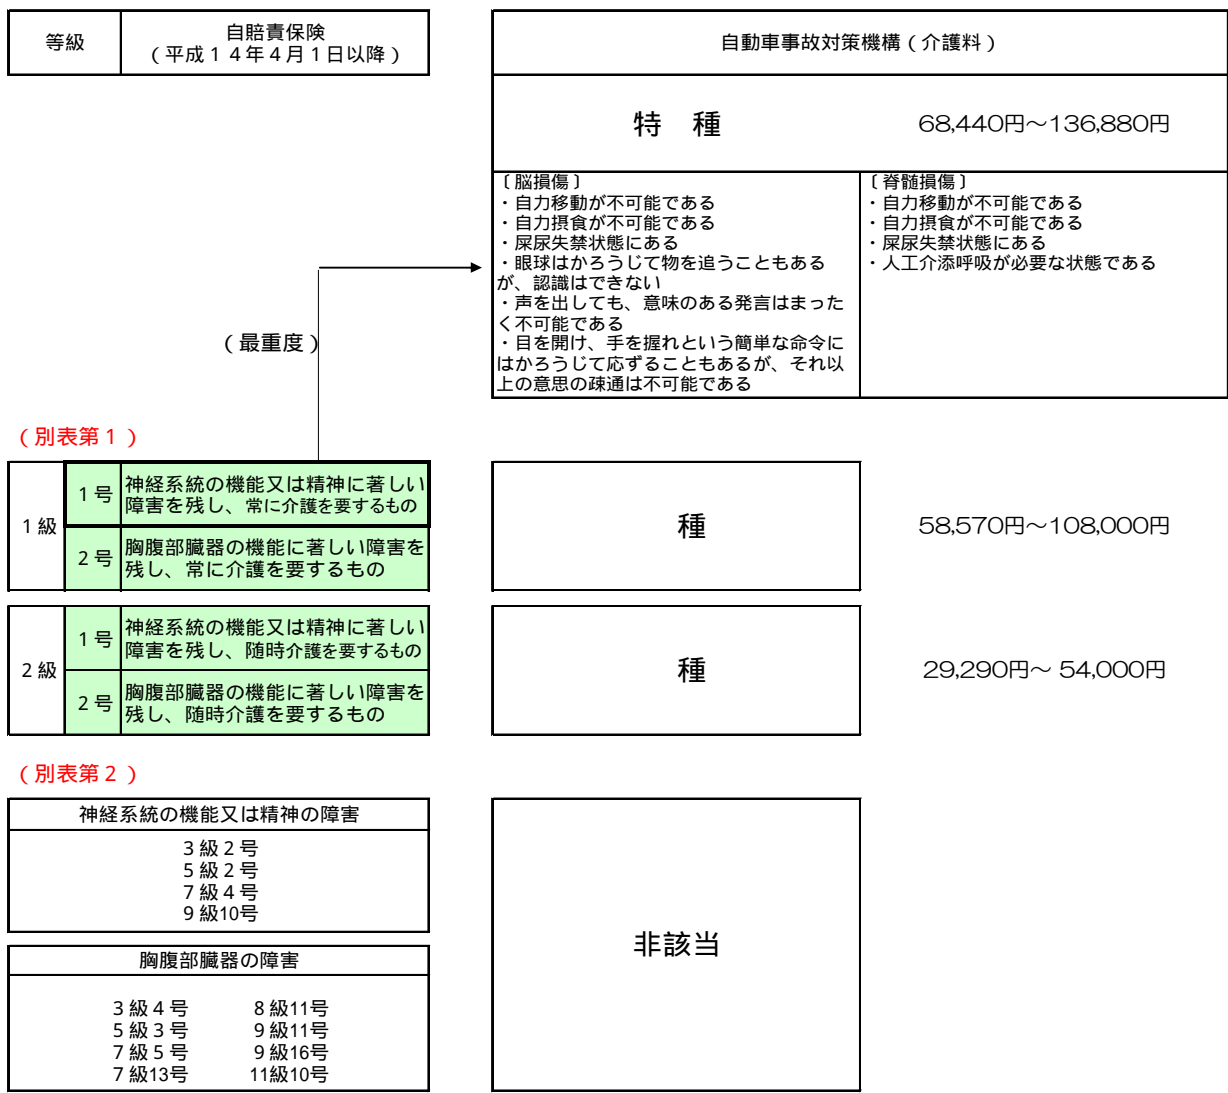 等級
自賠責保険
(平成14年4月1日以降)
自動車事故対策機構(介護料)
特 種 68,440円～136,880円
〔脳損傷〕
・自力移動が不可能である
・自力摂食が不可能である
・屎尿失禁状態にある
・眼球はかろうじて物を追うこともある
が、認識はできない
・声を出しても、意味のある発言はまった
く不可能である
・目を開け、手を握れという簡単な命令に
はかろうじて応ずることもあるが、それ以
上の意思の疎通は不可能である
〔脊髄損傷〕
・自力移動が不可能である
・自力摂食が不可能である
・屎尿失禁状態にある
・人工介添呼吸が必要な状態である
(最重度)
(別表第1)
1級
1号
神経系統の機能又は精神に著しい
障害を残し、常に介護を要するもの
2号
胸腹部臓器の機能に著しい障害を
残し、常に介護を要するもの
種 58,570円～108,000円
2級
1号
神経系統の機能又は精神に著しい
障害を残し、随時介護を要するもの
2号
胸腹部臓器の機能に著しい障害を
残し、随時介護を要するもの
種 29,290円～ 54,000円
(別表第2)
神経系統の機能又は精神の障害
3級2号
5級2号
7級4号
9級10号
胸腹部臓器の障害
3級4号 8級11号
5級3号 9級11号
7級5号 9級16号
7級13号 11級10号
非該当